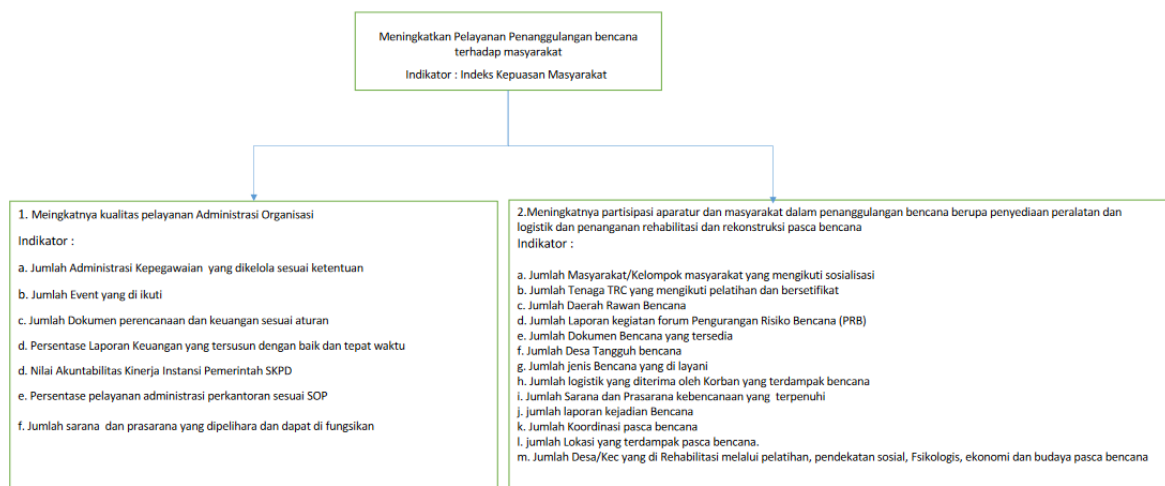 Meningkatkan Pelayanan Penanggulangan bencana
terhadap masyarakat
Indikator : Indeks Kepuasan Masyarakat
1. Meingkatnya kualitas pelayanan Administrasi Organisasi
Indikator :
a. Jumlah Administrasi Kepegawaian yang dikelola sesuai ketentuan
b. Jumlah Event yang di ikuti
c. Jumlah Dokumen perencanaan dan keuangan sesuai aturan
d. Persentase Laporan Keuangan yang tersusun dengan baik dan tepat waktu
d. Nilai Akuntabilitas Kinerja Instansi Pemerintah SKPD
e. Persentase pelayanan administrasi perkantoran sesuai SOP
f. Jumlah sarana dan prasarana yang dipelihara dan dapat di fungsikan
2.Meningkatnya partisipasi aparatur dan masyarakat dalam penanggulangan bencana berupa penyediaan peralatan dan
logistik dan penanganan rehabilitasi dan rekonstruksi pasca bencana
Indikator :
a. Jumlah Masyarakat/Kelompok masyarakat yang mengikuti sosialisasi
b. Jumlah Tenaga TRC yang mengikuti pelatihan dan bersetifikat
c. Jumlah Daerah Rawan Bencana
d. Jumlah Laporan kegiatan forum Pengurangan Risiko Bencana (PRB)
e. Jumlah Dokumen Bencana yang tersedia
f. Jumlah Desa Tangguh bencana
g. Jumlah jenis Bencana yang di layani
h. Jumlah logistik yang diterima oleh Korban yang terdampak bencana
i. Jumlah Sarana dan Prasarana kebencanaan yang terpenuhi
j. jumlah laporan kejadian Bencana
k. Jumlah Koordinasi pasca bencana
l. jumlah Lokasi yang terdampak pasca bencana.
m. Jumlah Desa/Kec yang di Rehabilitasi melalui pelatihan, pendekatan sosial, Fsikologis, ekonomi dan budaya pasca bencana